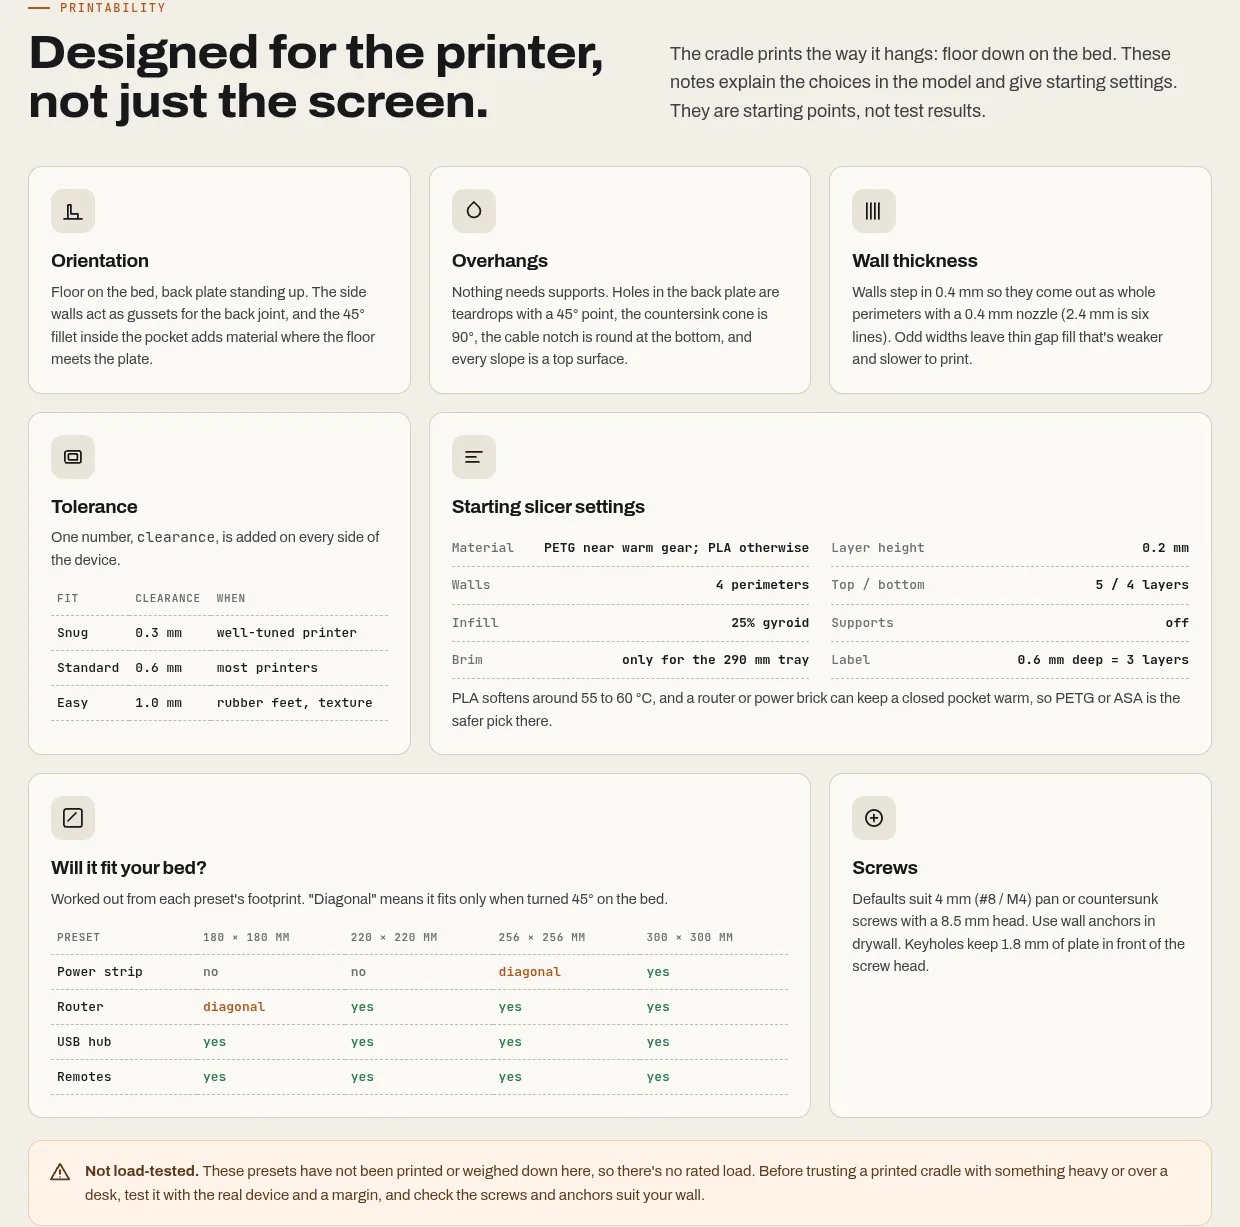 PRINTABILITY
Designed for the printer,
not just the screen.
The cradle prints the way it hangs: floor down on the bed. These
notes explain the choices in the model and give starting settings.
They are starting points, not test results.
Orientation
Floor on the bed, back plate standing up. The side
walls act as gussets for the back joint, and the 45°
fillet inside the pocket adds material where the floor
meets the plate.
Overhangs
Nothing needs supports. Holes in the back plate are
teardrops with a 45° point, the countersink cone is
90°, the cable notch is round at the bottom, and
every slope is a top surface.
Wall thickness
Walls step in 0.4 mm so they come out as whole
perimeters with a 0.4 mm nozzle (2.4 mm is six
lines). Odd widths leave thin gap fill that's weaker
and slower to print.
Tolerance
One number, clearance, is added on every side of
the device.
FIT CLEARANCE WHEN
Snug 0.3 mm well-tuned printer
Standard 0.6 mm most printers
Easy 1.0 mm rubber feet, texture
Starting slicer settings
Material PETG near warm gear; PLA otherwise Layer height 0.2 mm
Walls 4 perimeters Top / bottom 5 / 4 layers
Infill 25% gyroid Supports off
Brim only for the 290 mm tray Label 0.6 mm deep = 3 layers
PLA softens around 55 to 60 °C, and a router or power brick can keep a closed pocket warm, so PETG or ASA is the
safer pick there.
Will it fit your bed?
Worked out from each preset's footprint. "Diagonal" means it fits only when turned 45° on the bed.
PRESET 180 × 180 MM 220 × 220 MM 256 × 256 MM 300 × 300 MM
Power strip no no diagonal yes
Router diagonal yes yes yes
USB hub yes yes yes yes
Remotes yes yes yes yes
Screws
Defaults suit 4 mm (#8 / M4) pan or countersunk
screws with a 8.5 mm head. Use wall anchors in
drywall. Keyholes keep 1.8 mm of plate in front of the
screw head.
Not load-tested. These presets have not been printed or weighed down here, so there's no rated load. Before trusting a printed cradle with something heavy or over a
desk, test it with the real device and a margin, and check the screws and anchors suit your wall.